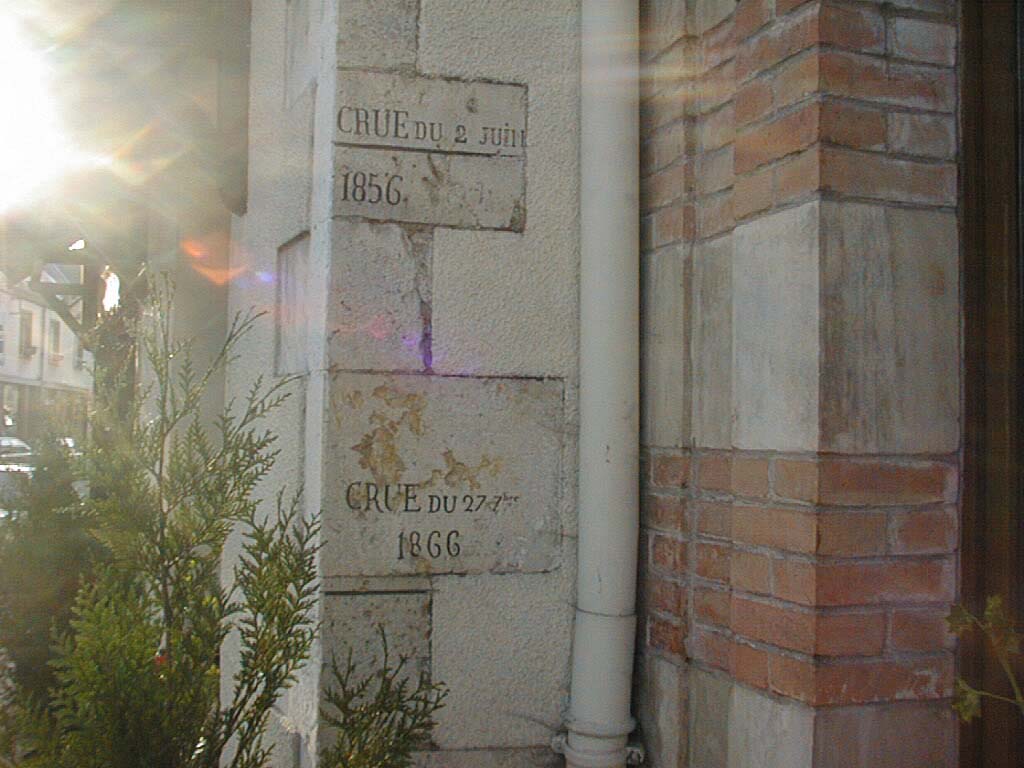 CRUE DU 2 JUIN
1856.
CRUE DU 27 7bre
1866